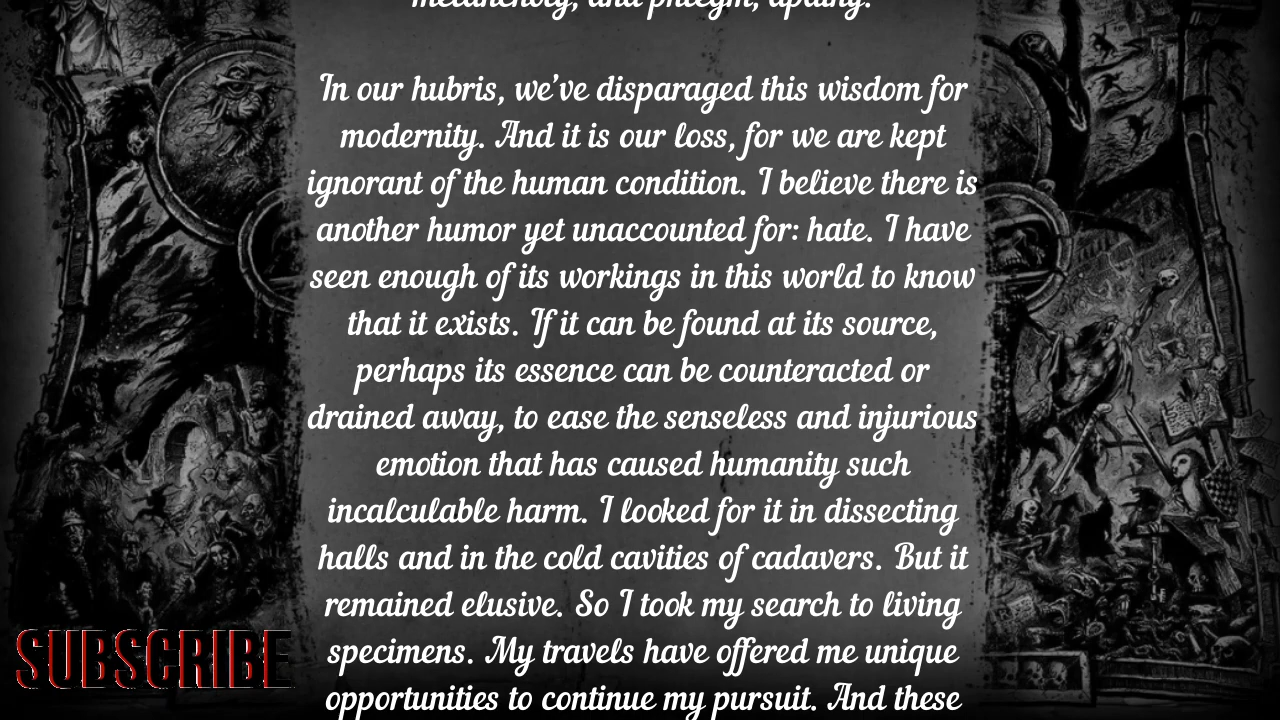 melancholy, and phlegm, aptlng.
In our hubris, we've disparaged this wisdom for
modernity. And it is our loss, for we are kept
ignorant of the human condition. I believe there is
another humor yet unaccounted for: hate. I have
seen enough of its workings in this world to know
that it exists. If it can be found at its source,
perhaps its essence can be counteracted or
drained away, to ease the senseless and injurious
emotion that has caused humanity such
incalculable harm. I looked for it in dissecting
halls and in the cold cavities of cadavers. But it
remained elusive. So I took my search to living
specimens. My travels have offered me unique
opportunities to continue my pursuit. And these
SUBSCRIBE